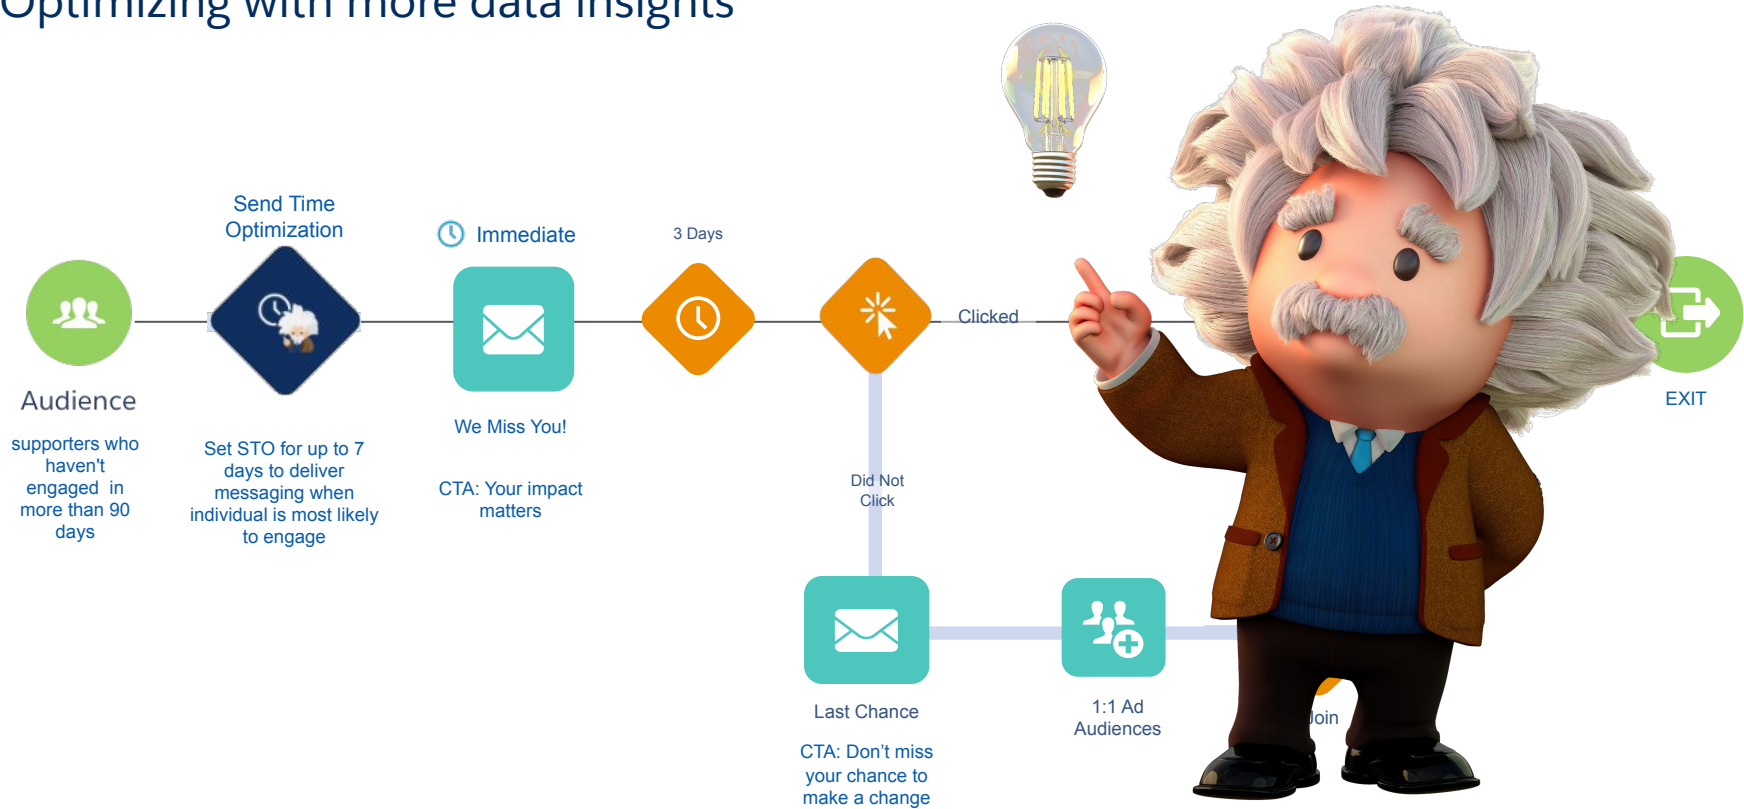 Optimizing with more data insights
Send Time
Optimization
Immediate
3 Days
Clicked
Audience
supporters who
haven't
engaged in
more than 90
days
Set STO for up to 7
days to deliver
messaging when
individual is most likely
to engage
We Miss You!
CTA: Your impact
matters
Did Not
Click
EXIT
Last Chance
CTA: Don’t miss
your chance to
make a change
1:1 Ad
Audiences
Join